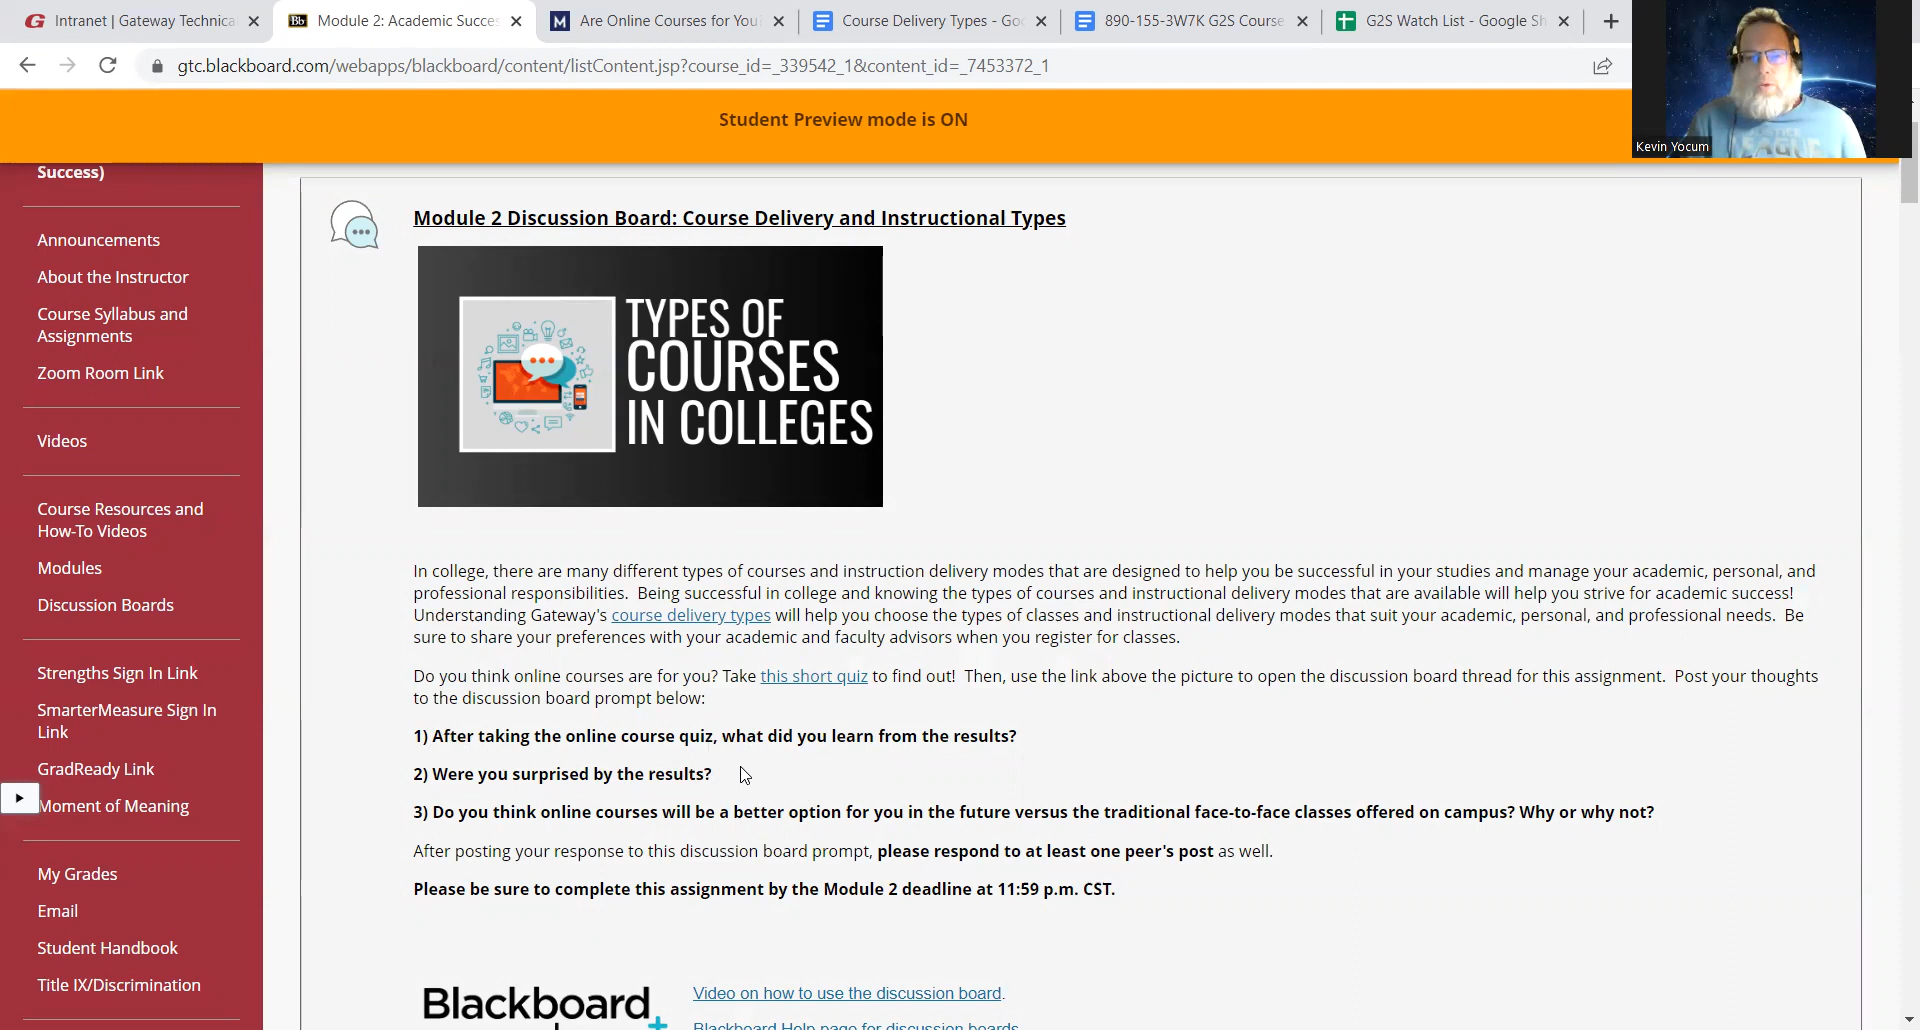 Intranet | Gateway Technica
Module 2: Academic Succes
Are Online Courses for You?
Course Delivery Types - Goo
890-155-3W7K G2S Course
G2S Watch List - Google Sh
gtc.blackboard.com/webapps/blackboard/content/listContent.jsp?course_id=_339542_1&content_id=_7453372_1
Student Preview mode is ON
Kevin Yocum
Success)
Announcements
About the Instructor
Course Syllabus and
Assignments
Zoom Room Link
Videos
Course Resources and
How-To Videos
Modules
Discussion Boards
Strengths Sign In Link
SmarterMeasure Sign In
Link
GradReady Link
Moment of Meaning
My Grades
Email
Student Handbook
Title IX/Discrimination
Module 2 Discussion Board: Course Delivery and Instructional Types
TYPES OF
COURSES
IN COLLEGES
In college, there are many different types of courses and instruction delivery modes that are designed to help you be successful in your studies and manage your academic, personal, and
professional responsibilities. Being successful in college and knowing the types of courses and instructional delivery modes that are available will help you strive for academic success!
Understanding Gateway's course delivery types will help you choose the types of classes and instructional delivery modes that suit your academic, personal, and professional needs. Be
sure to share your preferences with your academic and faculty advisors when you register for classes.
Do you think online courses are for you? Take this short quiz to find out! Then, use the link above the picture to open the discussion board thread for this assignment. Post your thoughts
to the discussion board prompt below:
1) After taking the online course quiz, what did you learn from the results?
2) Were you surprised by the results?
3) Do you think online courses will be a better option for you in the future versus the traditional face-to-face classes offered on campus? Why or why not?
After posting your response to this discussion board prompt, please respond to at least one peer's post as well.
Please be sure to complete this assignment by the Module 2 deadline at 11:59 p.m. CST.
Blackboard
Video on how to use the discussion board.
Blackboard Help page for discussion boards